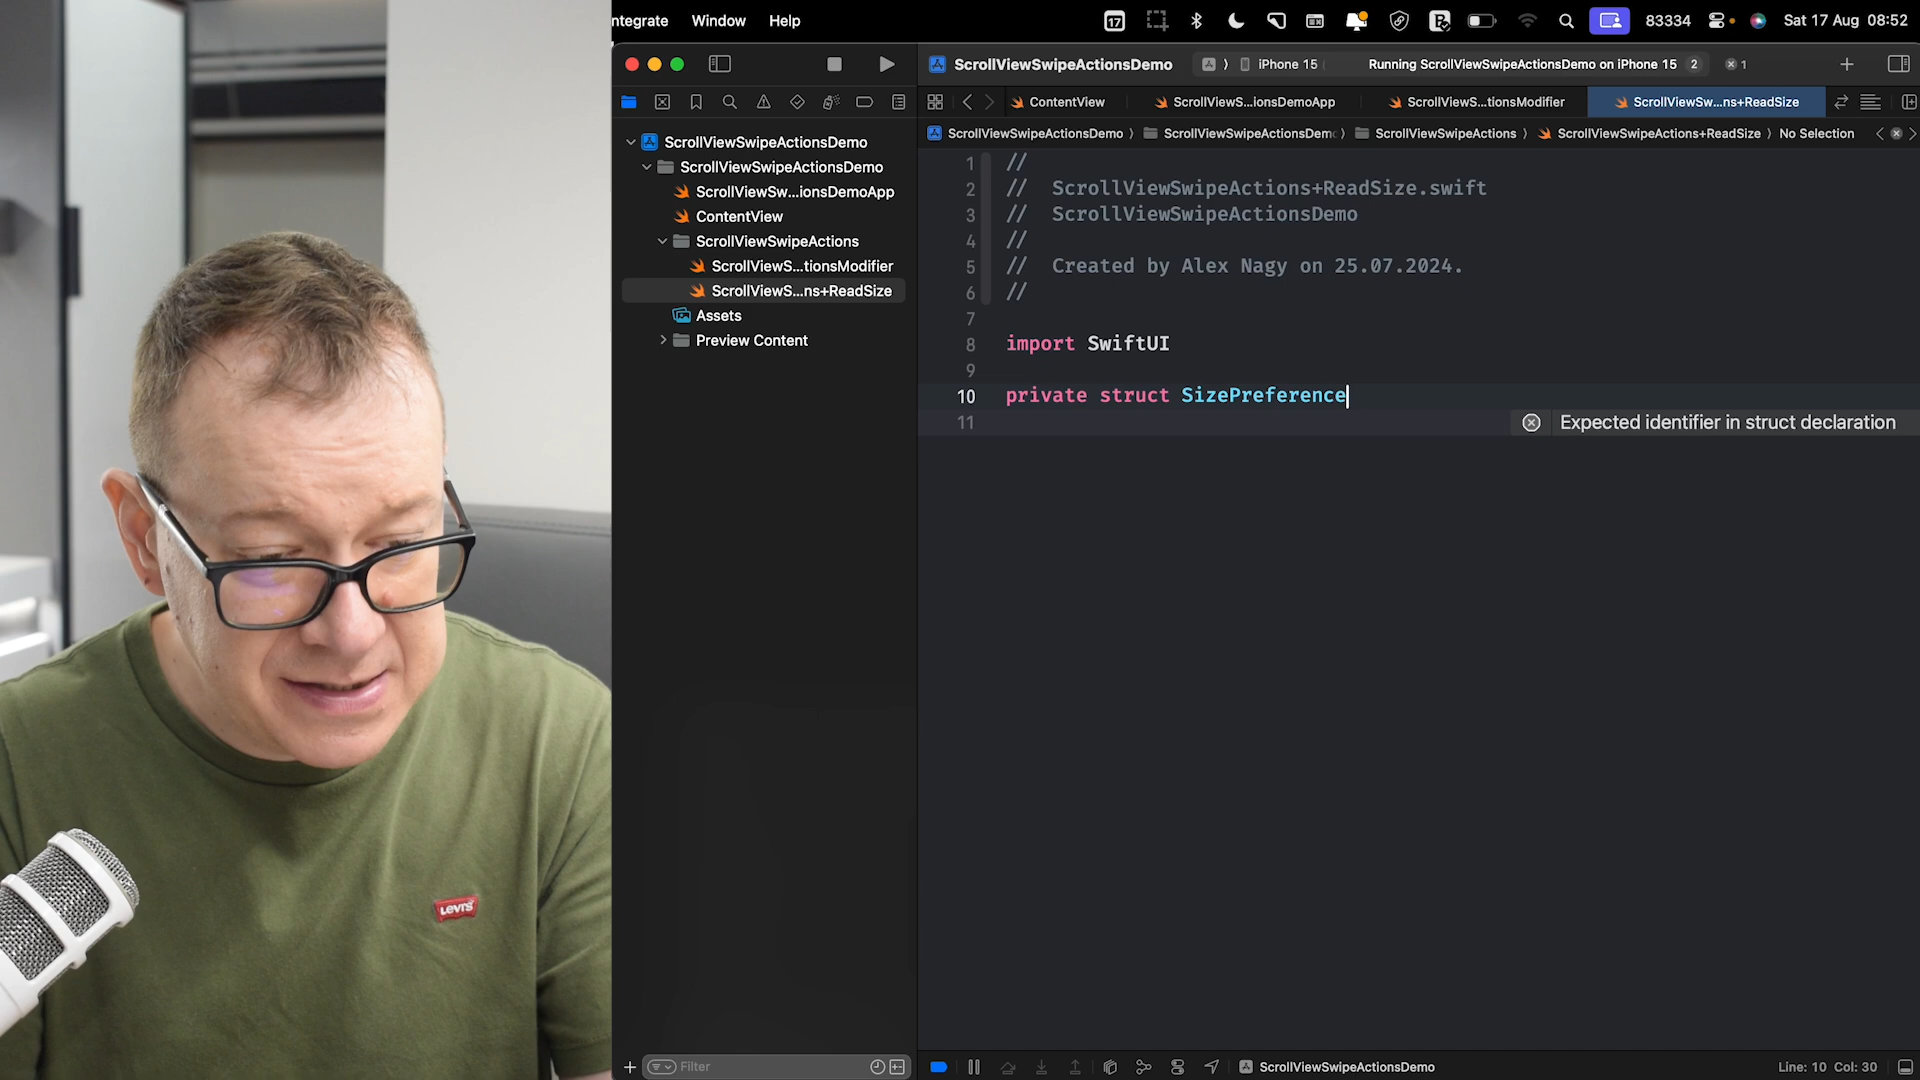 ntegrate Window Help
17
83334
Sat 17 Aug 08:52
ScrollViewSwipeActionsDemo
iPhone 15
Running ScrollViewSwipeActionsDemo on iPhone 15 2
1
ContentView
ScrollViewS...ionsDemoApp
ScrollViewS...tionsModifier
ScrollViewSw...ns+ReadSize
ScrollViewSwipeActionsDemo
ScrollViewSwipeActionsDem
ScrollViewSwipeActions
ScrollViewSwipeActions+ReadSize
No Selection
ScrollViewSwipeActionsDemo
ScrollViewSwipeActionsDemo
ScrollViewSw...ionsDemoApp
ContentView
ScrollViewSwipeActions
ScrollViewS...tionsModifier
ScrollViewS...ns+ReadSize
Assets
Preview Content
1 //
2 // ScrollViewSwipeActions+ReadSize.swift
3 // ScrollViewSwipeActionsDemo
4 //
5 // Created by Alex Nagy on 25.07.2024.
6 //
7
8 import SwiftUI
9
10 private struct SizePreference
11
Expected identifier in struct declaration
Levi's
Filter
ScrollViewSwipeActionsDemo
Line: 10 Col: 30